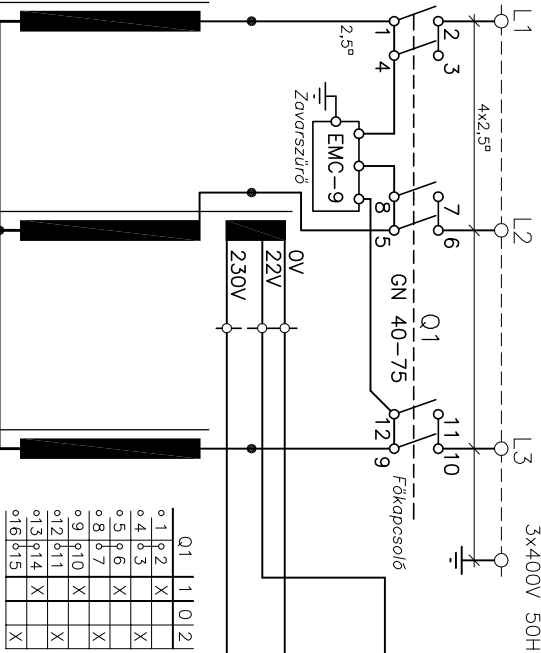 3x400V 50H
L1
L2
L3
4x2,5□
2,5□
1
2
3
4
8
7
5
6
12
11
9
10
Q1
GN 40-75
Főkapcsoló
EMC-9
Zavarszűrő
0V
22V
230V
Q1 1 0 2
1 2 X
4 3 X
5 6 X
8 7 X
9 10 X
12 11 X
13 14 X
16 15 X